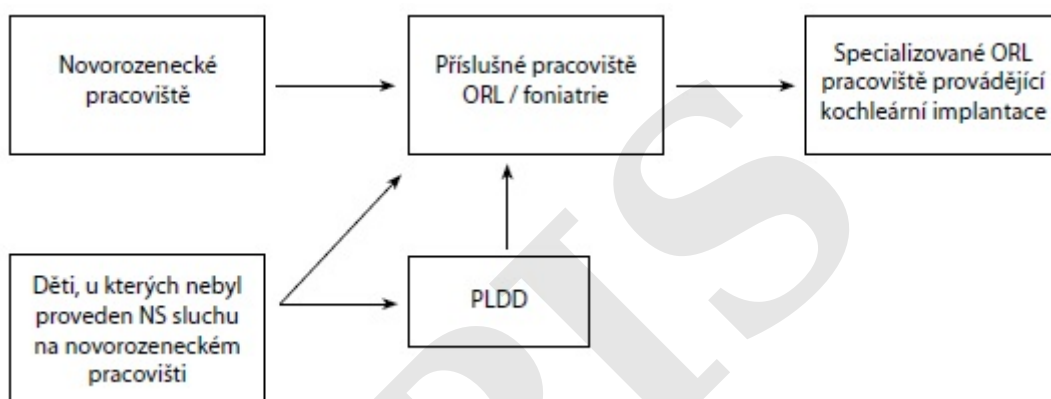 Novorozenecké
pracoviště
Příslušné pracoviště
ORL / foniatrie
Specializované ORL
pracoviště provádějící
kochleární implantace
Děti, u kterých nebyl
proveden NS sluchu
na novorozeneckém
pracovišti
PLDD
PIS